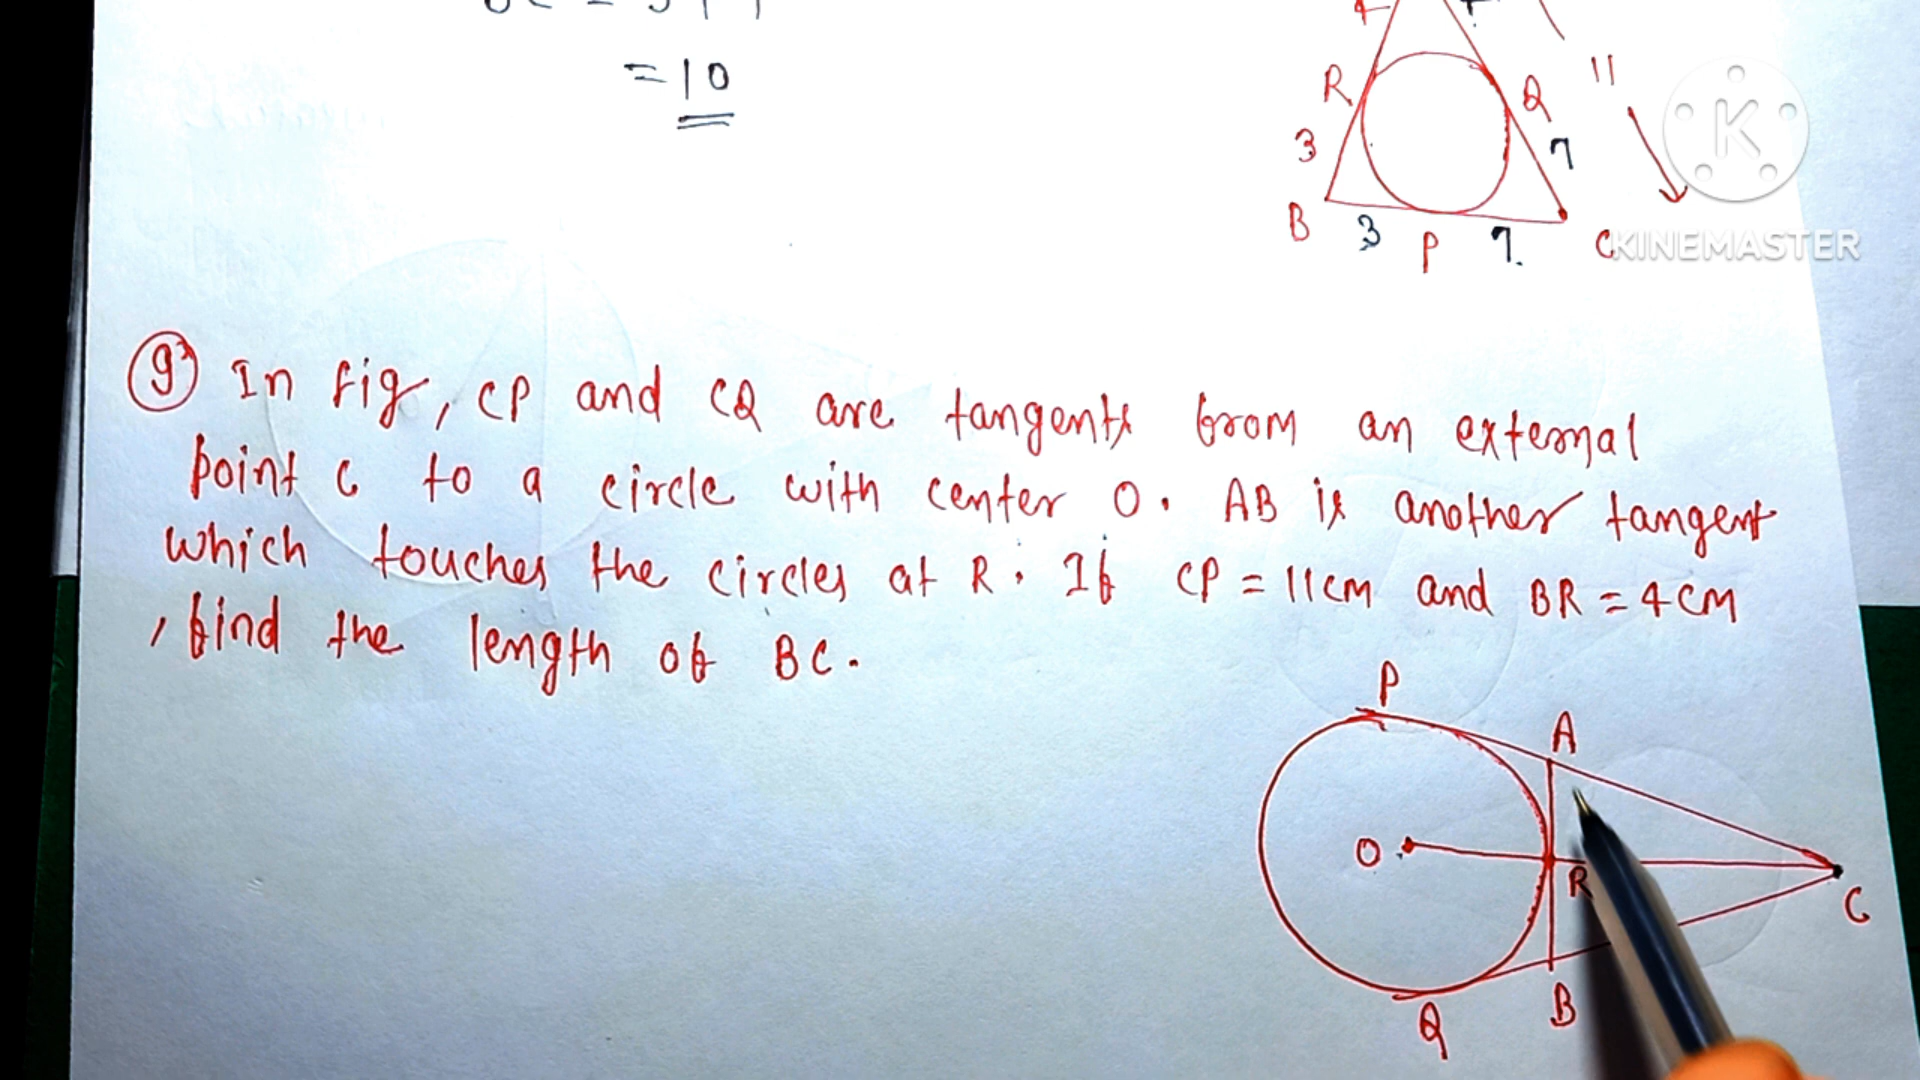 = 10
R
Q
11
3
7
B
3
P
7.
C
K
KINEMASTER
9 In fig, CP and CQ are tangents from an external
point C to a circle with center O. AB is another tangent
which touches the circles at R. If CP = 11cm and BR = 4cm
, find the length of BC.
P
A
O
R
C
B
Q